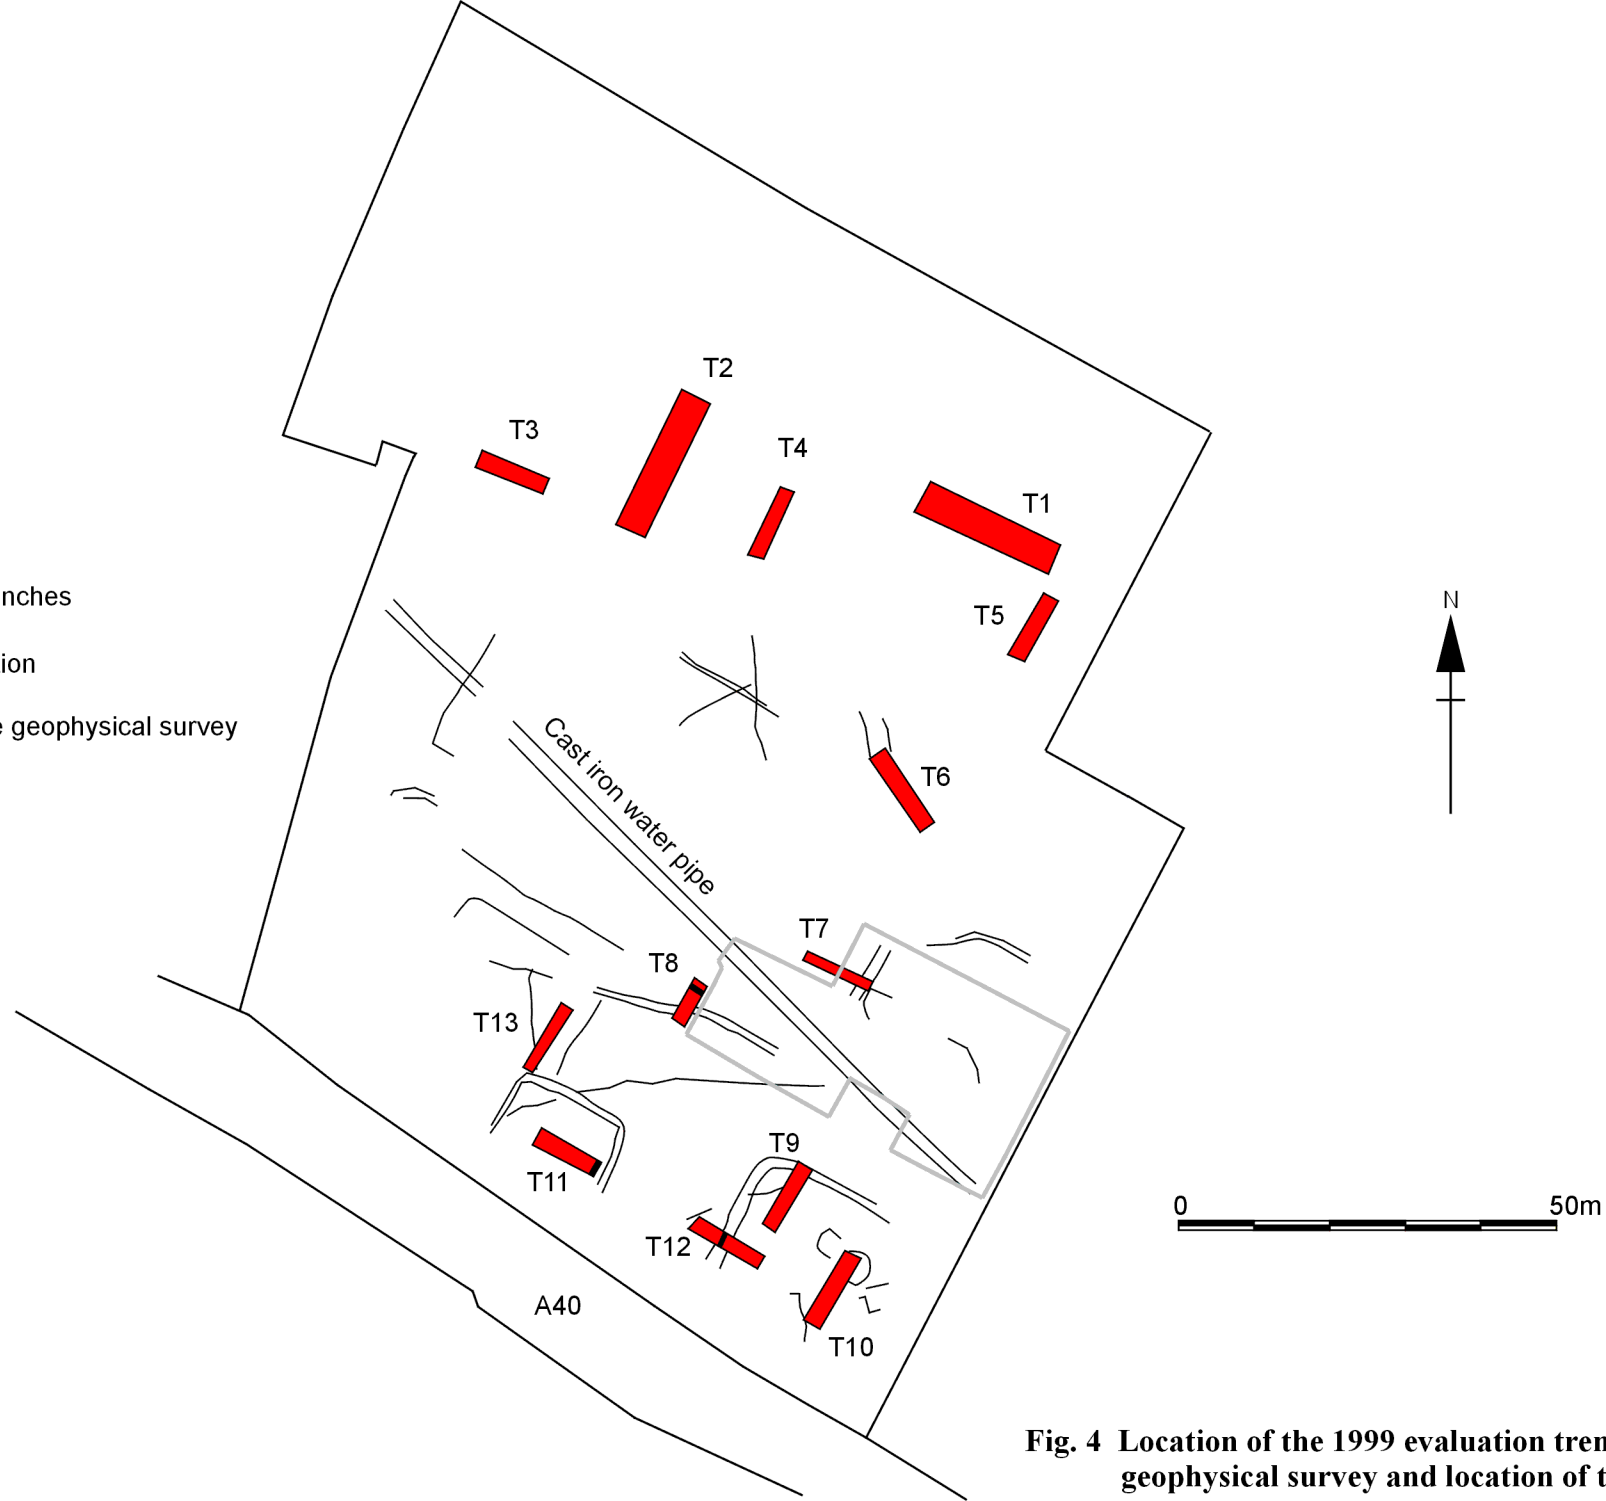 T2
T3
T4
T1
nches
N
T5
tion
e geophysical survey
Cast iron water pipe
T6
T7
T8
T13
T9
T11
0 50m
T12
A40
T10
Fig. 4 Location of the 1999 evaluation tren
geophysical survey and location of t